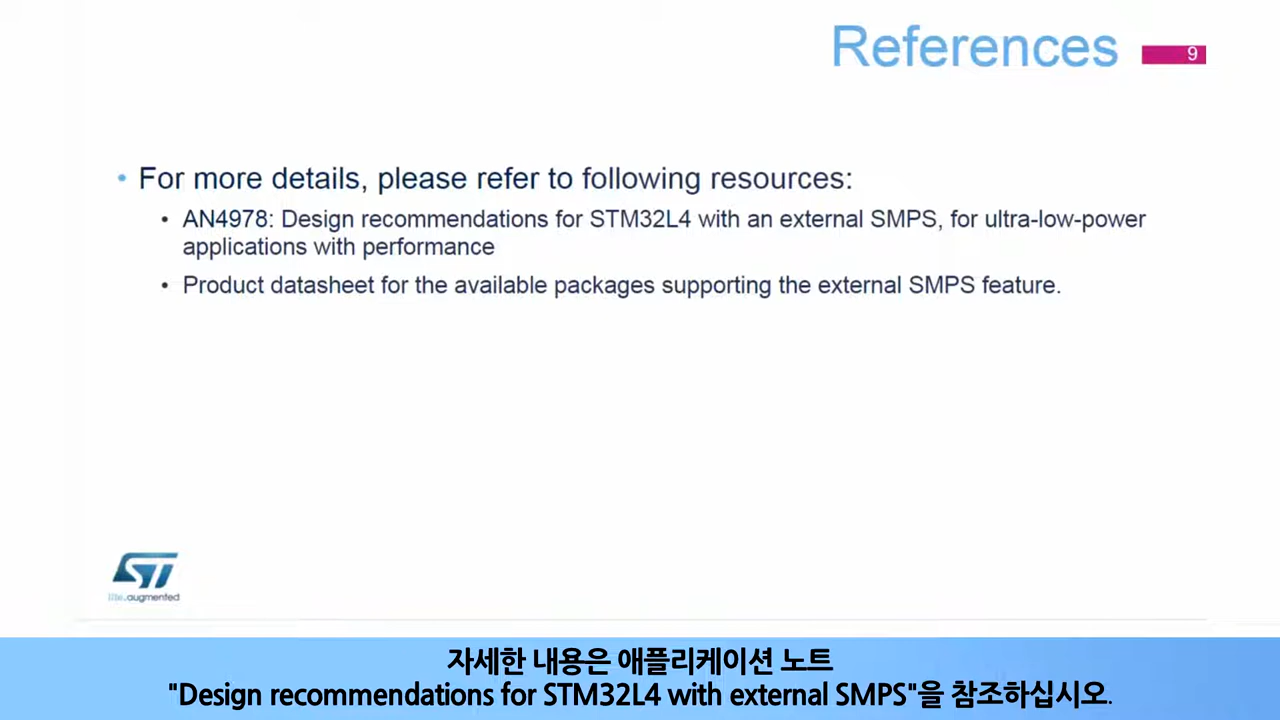 References
9
• For more details, please refer to following resources:
• AN4978: Design recommendations for STM32L4 with an external SMPS, for ultra-low-power
applications with performance
• Product datasheet for the available packages supporting the external SMPS feature.
ST
life.augmented
자세한 내용은 애플리케이션 노트
"Design recommendations for STM32L4 with external SMPS"을 참조하십시오.